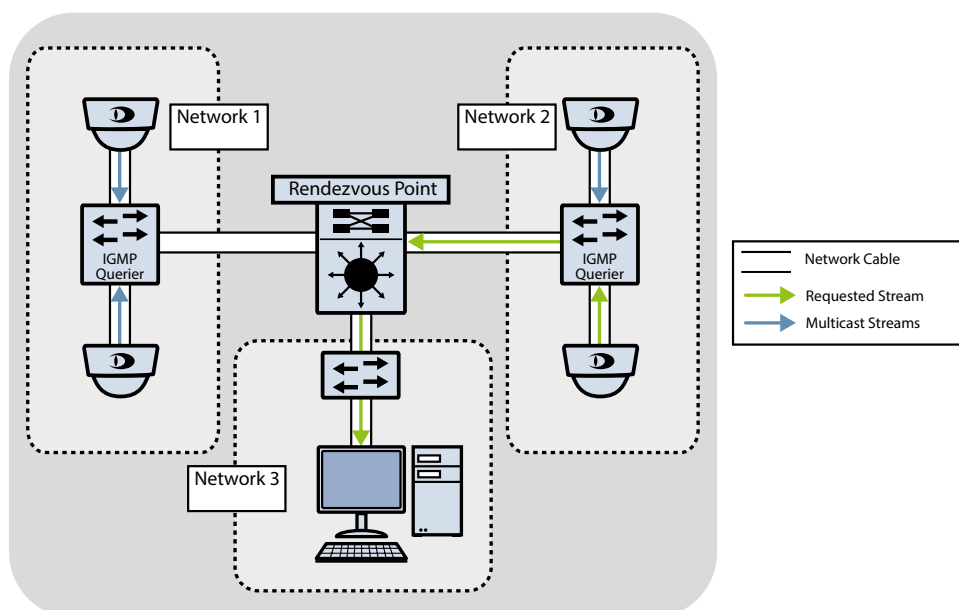 Network 1
Network 2
Rendezvous Point
IGMP
Querier
IGMP
Querier
Network Cable
Requested Stream
Multicast Streams
Network 3